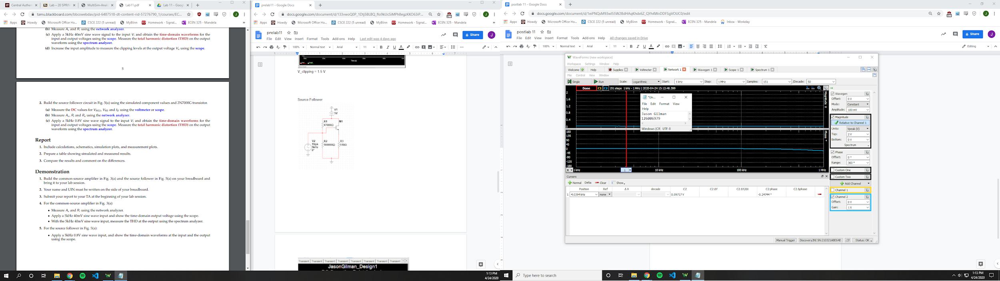 Central Authen
Lab – 20 SPRIN
MultiSim-Analo
Lab11.pdf
Lab 11 - Googl
tamu.blackboard.com/bbcswebdav/pid-6487518-dt-content-rid-57276790_1/courses/EC...
Apps Howdy Microsoft Office Ho... CSCE 222 (5 unread) MyBlinn Homework - Signal... ECEN 325 - Mandela
(b) Measure Av and Ri using the network analyzer.
(c) Apply a 5kHz 40mV sine wave signal to the input Vi and obtain the time-domain waveforms for the
input and output voltages using the scope. Measure the total harmonic distortion (THD) on the output
waveform using the spectrum analyzer.
(d) Increase the input amplitude to measure the clipping levels at the output voltage Vo using the scope.
5
2. Build the source follower circuit in Fig. 5(a) using the simulated component values and 2N7000G transistor.
(a) Measure the DC values for VRG2, VRS and ID using the voltmeter or scope.
(b) Measure Av, Ri and Ro using the network analyzer.
(c) Apply a 5kHz 0.8V sine wave signal to the input Vi and obtain the time-domain waveforms for the
input and output voltages using the scope. Measure the total harmonic distortion (THD) on the output
waveform using the spectrum analyzer.
Report
1. Include calculations, schematics, simulation plots, and measurement plots.
2. Prepare a table showing simulated and measured results.
3. Compare the results and comment on the differences.
Demonstration
1. Build the common-source amplifier in Fig. 3(a) and the source follower in Fig. 5(a) on your breadboard and
bring it to your lab session.
2. Your name and UIN must be written on the side of your breadboard.
3. Submit your report to your TA at the beginning of your lab session.
4. For the common-source amplifier in Fig. 3(a):
• Measure Av and Ri using the network analyzer.
• Apply a 5kHz 40mV sine wave input and show the time-domain output voltage using the scope.
• With the 5kHz 40mV sine wave input, measure the THD at the output using the spectrum analyzer.
5. For the source follower in Fig. 5(a):
• Apply a 5kHz 0.8V sine wave input, and show the time-domain waveforms at the input and the output
using the scope.
prelab11 - Google Docs
docs.google.com/document/d/133vwoQ0P_1Dtj5BLBQ_flo9kUcSiMPh8egzKKO63iP...
280
Apps Howdy Microsoft Office Ho... CSCE 222 (5 unread) MyBlinn Homework - Signal... ECEN 325 - Mandela
prelab11
File Edit View Insert Format Tools Add-ons Help Last edit was 4 days ago
Share
J
100% Normal text Arial 11
Time (s)
V_clipping = 1.5 V
Source Follower
V1
5V
R1
47000Ω
M1
V2
1Vpk
1kHz
0°
R2
100000Ω
R3
510Ω
Transient Transient Transient Transient Transient Transient Transient Transient
JasonGilman_Design1
1:13 PM
4/24/2020
postlab 11 - Google Docs
docs.google.com/document/d/1eiPNQsM93wI55W2BdHAqKhdx6Z_QYh4WvDDFSgVOUC0/edit
440
Apps Howdy Microsoft Office Ho... CSCE 222 (5 unread) MyBlinn Homework - Signal... ECEN 325 - Mandela Inbox - Workday
postlab 11
File Edit View Insert Format Tools Add-ons Help All changes saved in Drive
Share
J
100% Normal text Arial 11 Editing
WaveForms (new workspace)
Workspace Settings Window Help
Welcome Help Supplies Voltmeter Network 1 Wavegen 1 Scope 1 Spectrum 1
File Control View Window
Single Run Scale: Logarithmic Start: 1 kHz Stop: 1 MHz Samples: 151 /Decade: 50
Done C1 C2 151 steps 1 kHz - 1 MHz | 2020-04-24 13:12:48.399
2
1.6
1.2
0.8
0.4
0
Magnitude V
180
135
90
45
0
-45
-90
-135
-180
Phase °
X 1 kHz 1 10 kHz 100 kHz 1 MHz
*Un...
File Edit Format View
Help
Jason Gilman
126006979
Windows (CR UTF-8
Wavegen
Offset: 0 V
Mode: Constant
Amplitude: 100 mV
Magnitude
Relative to Channel 1
Units: Vpeak (V)
Top: 2 V
Bottom: 0 V
Spectrum
Phase
Offset: 0 °
Range: 360 °
Custom One
Custom Two
Add Channel
Channel 1
Channel 2
Offset: 0 V
Gain: 1 X
Cursors
Normal Delta Clear Show
Position Ref Δ X decade C2 C2 ΔY C2 ΔY/ΔX C2 phase C2 Δphase
1 4.0394 kHz none 0.09717 V -0.24744 °
Manual Trigger Discovery2NI SN:210321ABE64D Status: OK
Type here to search
1:13 PM
4/24/2020